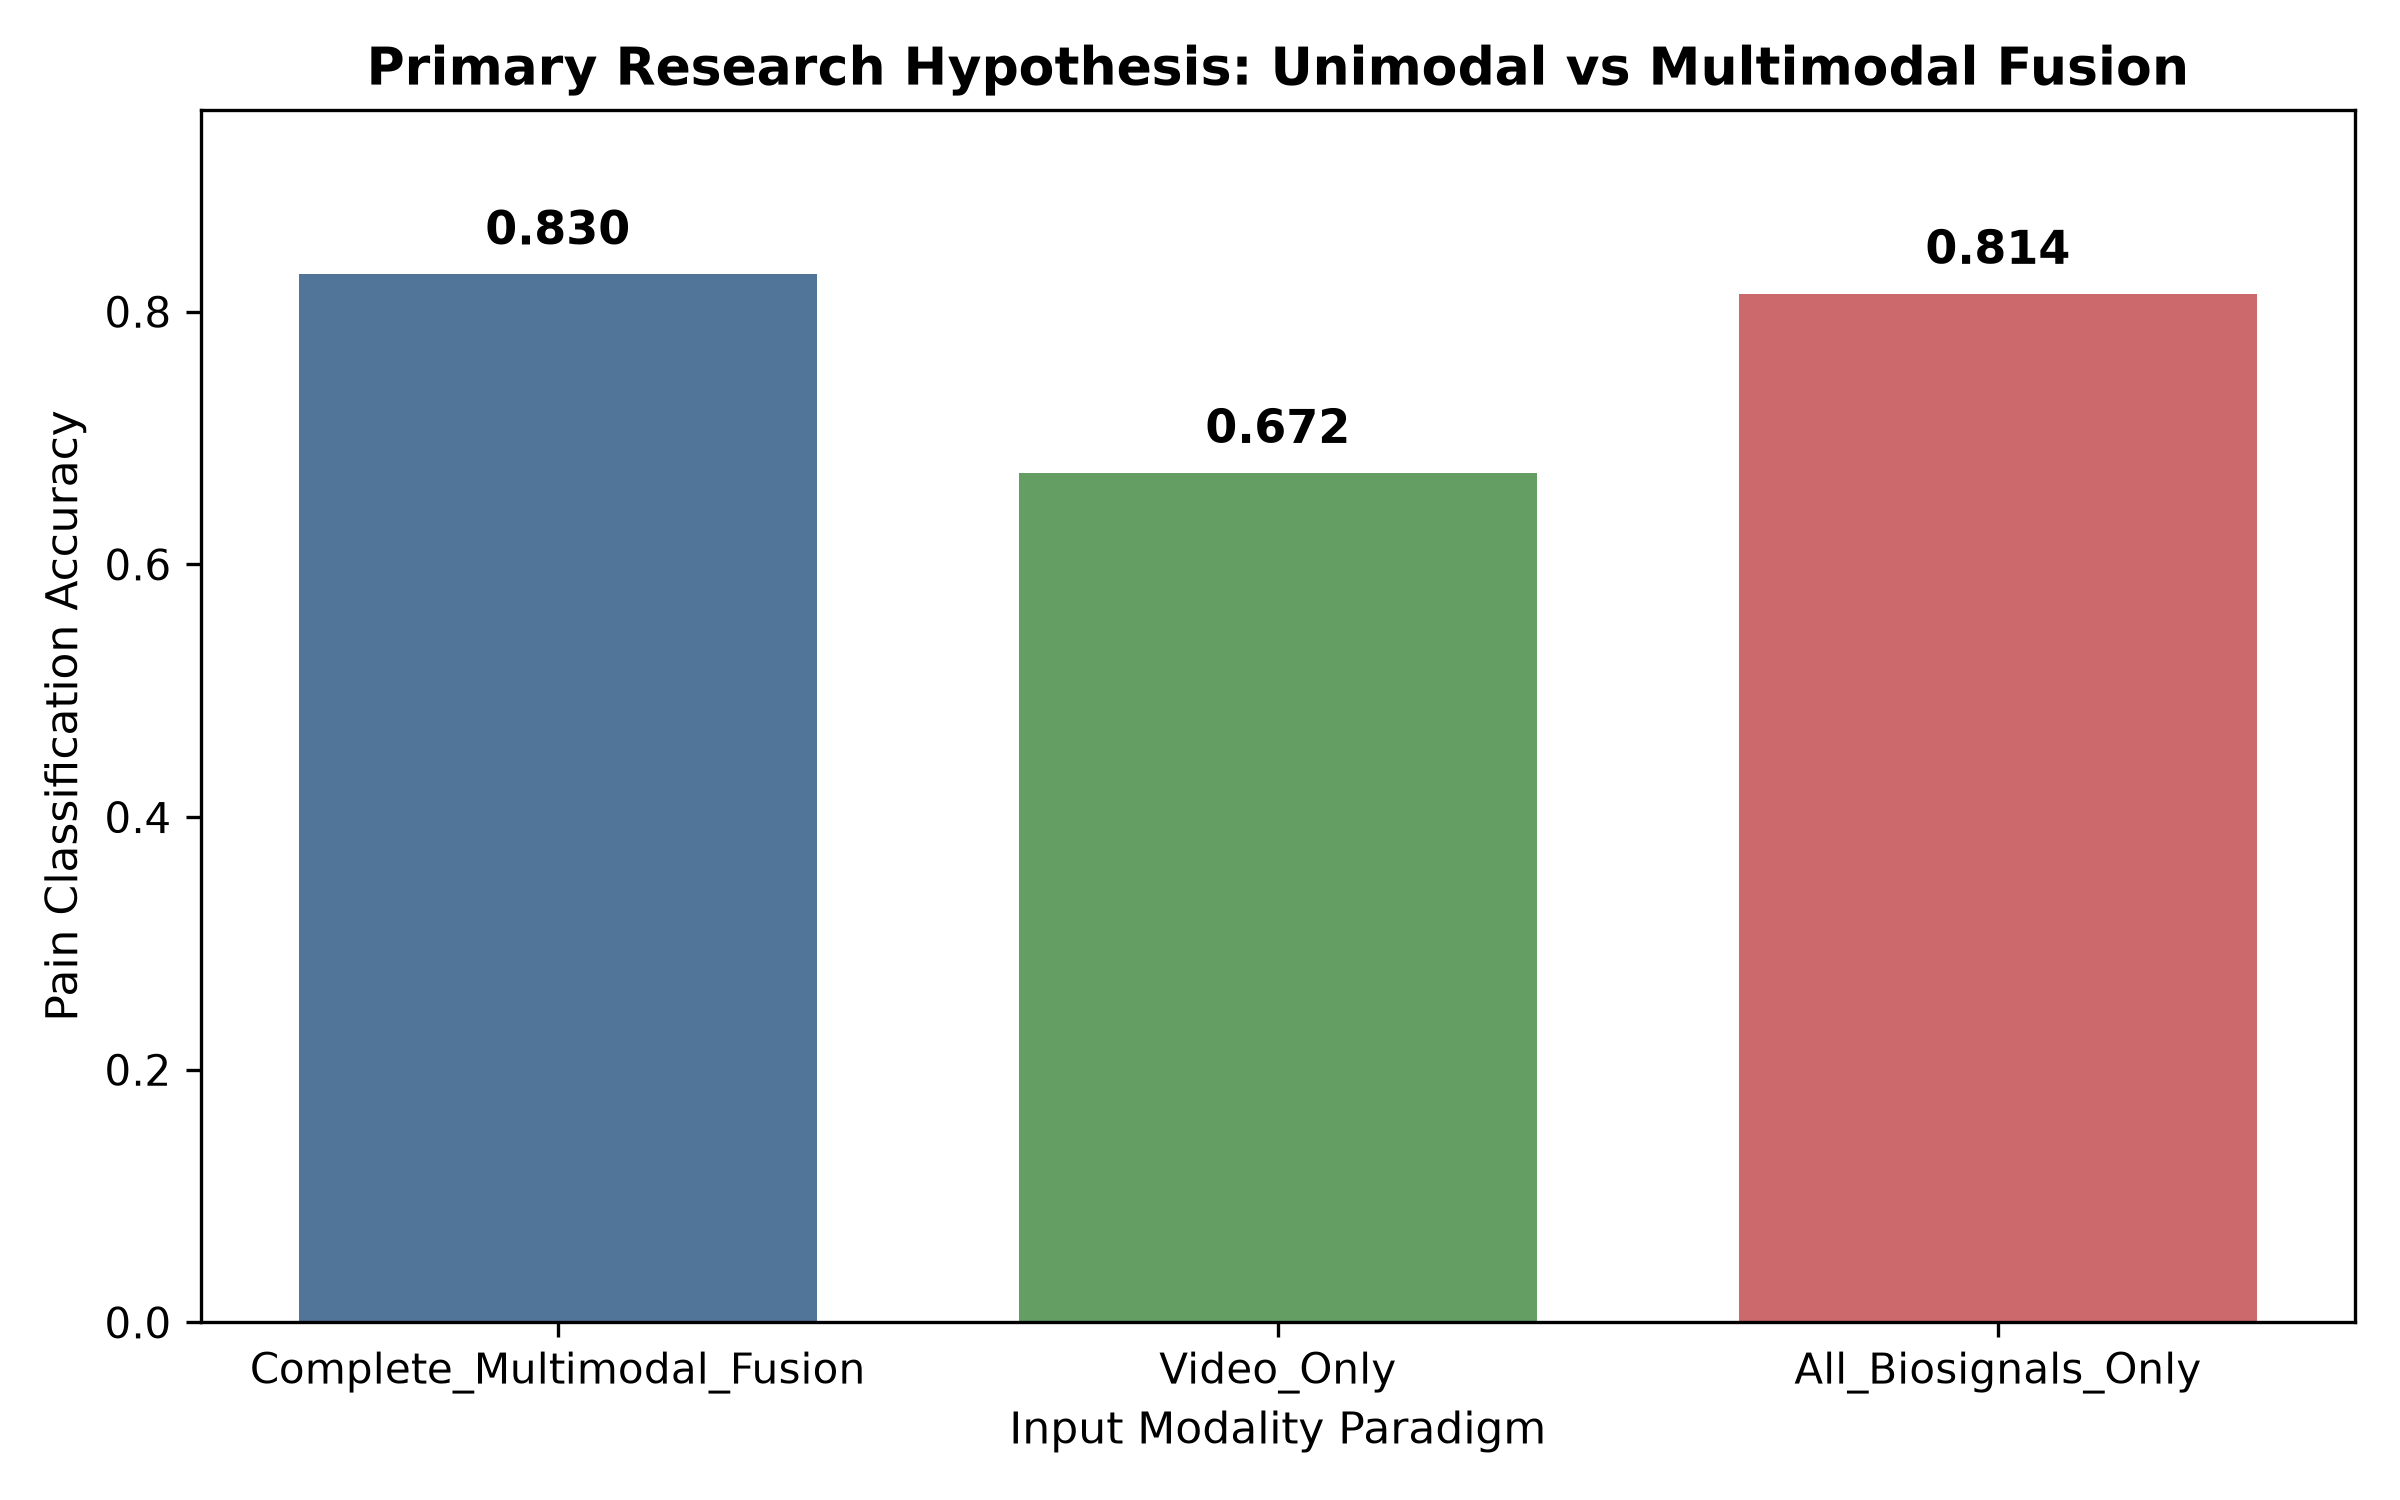 Primary Research Hypothesis: Unimodal vs Multimodal Fusion
0.830
0.672
0.814
Pain Classification Accuracy
0.8
0.6
0.4
0.2
0.0
Complete_Multimodal_Fusion
Video_Only
All_Biosignals_Only
Input Modality Paradigm